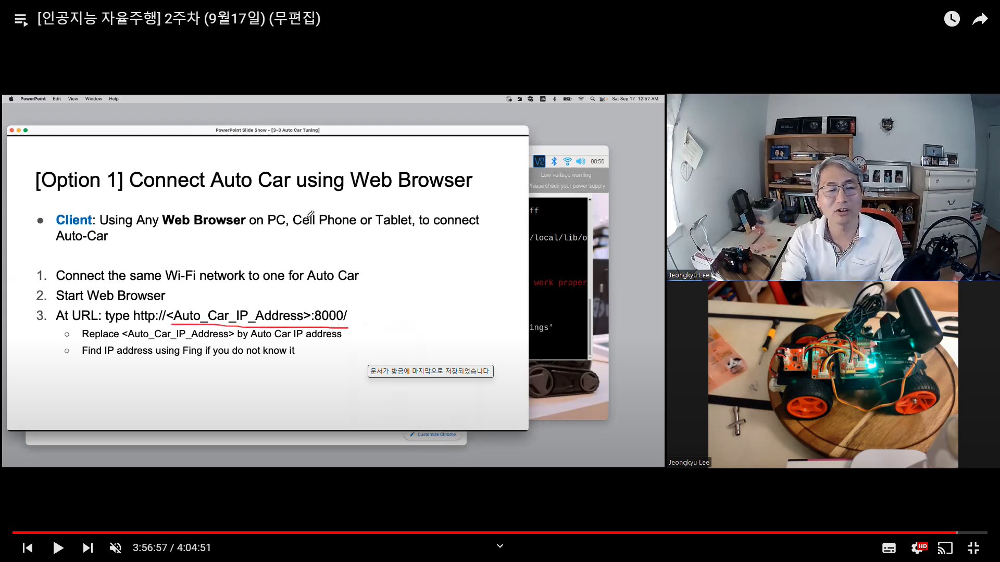 [인공지능 자율주행] 2주차 (9월17일) (무편집)
PowerPoint Edit View Window Help
US
Sat Sep 17 12:57 AM
PowerPoint Slide Show - [3-3 Auto Car Tuning]
[Option 1] Connect Auto Car using Web Browser
● Client: Using Any Web Browser on PC, Cell Phone or Tablet, to connect
Auto-Car
1. Connect the same Wi-Fi network to one for Auto Car
2. Start Web Browser
3. At URL: type http://<Auto_Car_IP_Address>:8000/
○ Replace <Auto_Car_IP_Address> by Auto Car IP address
○ Find IP address using Fing if you do not know it
문서가 방금에 마지막으로 저장되었습니다
Customize Chrome
00:56
Low voltage warning
Please check your power supply
ff
/local/lib/o
work proper
ings'
Jeongkyu Lee
Jeongkyu Lee
3:56:57 / 4:04:51
HD